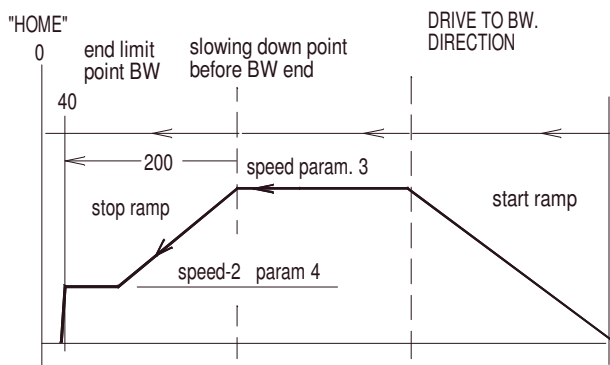 "HOME"
0
end limit
point BW
40
slowing down point
before BW end
DRIVE TO BW.
DIRECTION
200
speed param. 3
stop ramp
start ramp
speed-2 param 4